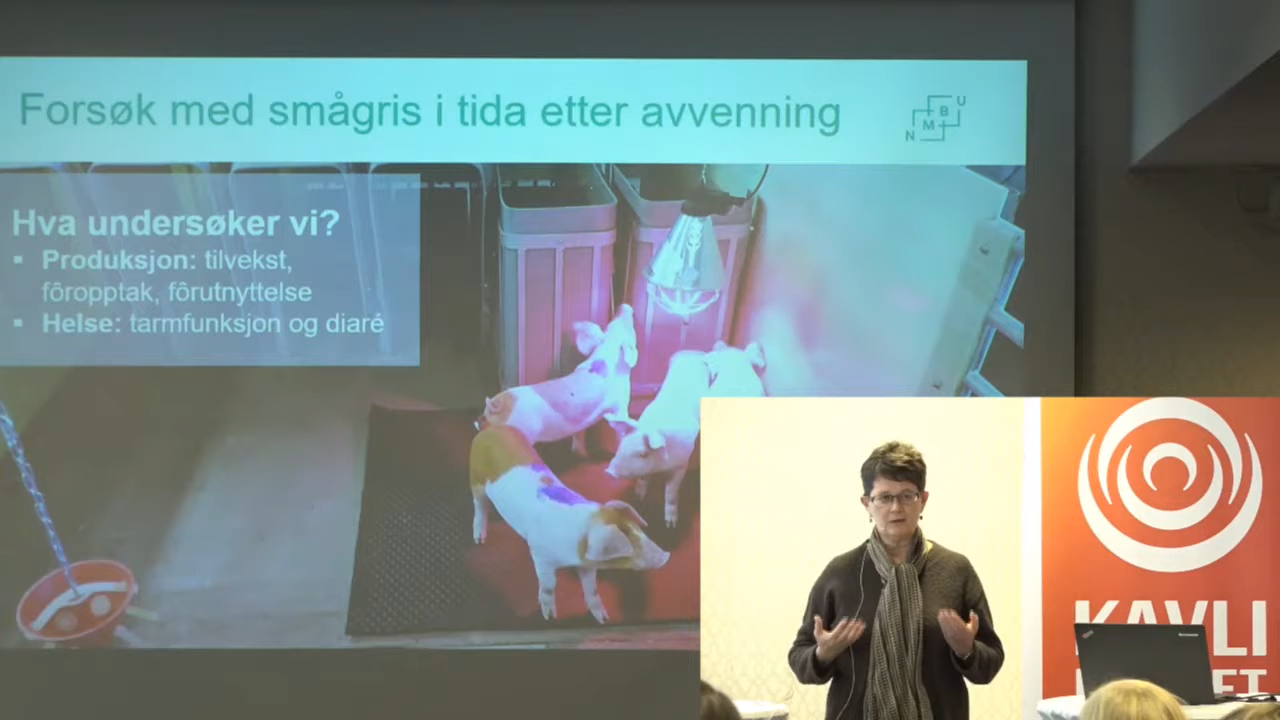 Forsøk med smågris i tida etter avvenning
N M B U
Hva undersøker vi?
▪ Produksjon: tilvekst,
fôropptak, fôrutnyttelse
▪ Helse: tarmfunksjon og diaré
KAVLI